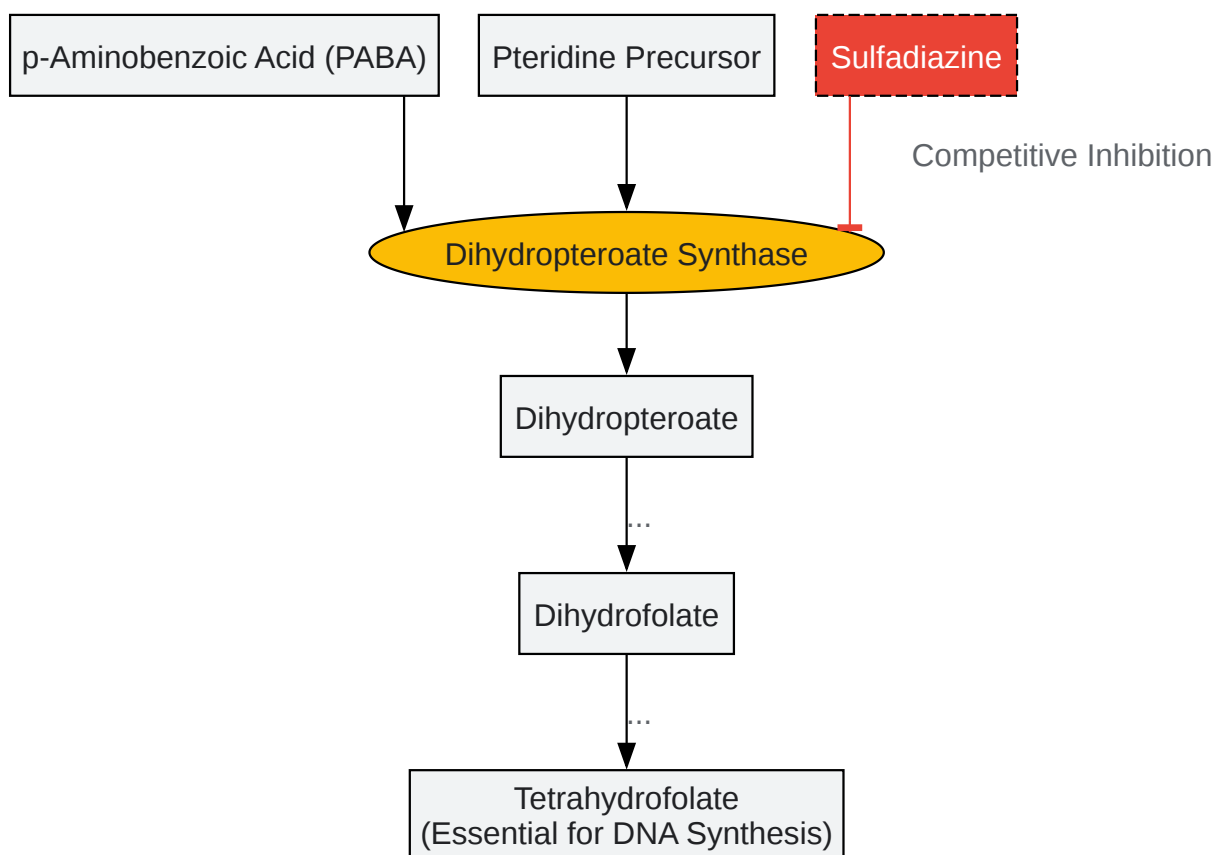 p-Aminobenzoic Acid (PABA)
Pteridine Precursor
Sulfadiazine
Competitive Inhibition
Dihydropteroate Synthase
Dihydropteroate
...
Dihydrofolate
...
Tetrahydrofolate
(Essential for DNA Synthesis)